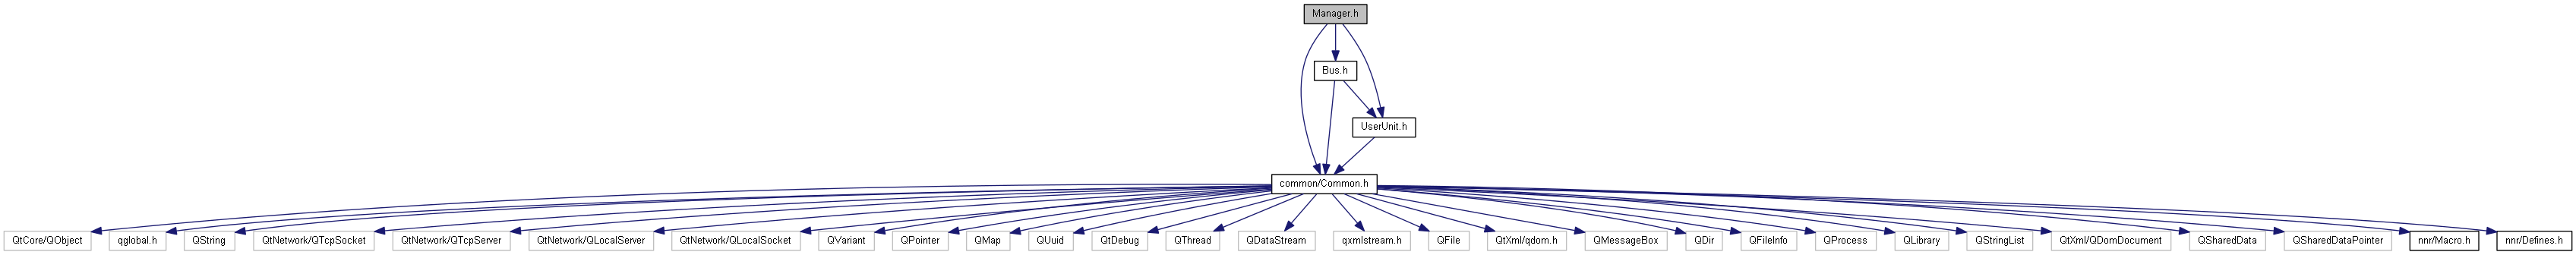 Manager.h
Bus.h
UserUnit.h
common/Common.h
QtCore/QObject
qglobal.h
QString
QtNetwork/QTcpSocket
QtNetwork/QTcpServer
QtNetwork/QLocalServer
QtNetwork/QLocalSocket
QVariant
QPointer
QMap
QUuid
QtDebug
QThread
QDataStream
qxmlstream.h
QFile
QtXml/qdom.h
QMessageBox
QDir
QFileInfo
QProcess
QLibrary
QStringList
QtXml/QDomDocument
QSharedData
QSharedDataPointer
nnr/Macro.h
nnr/Defines.h